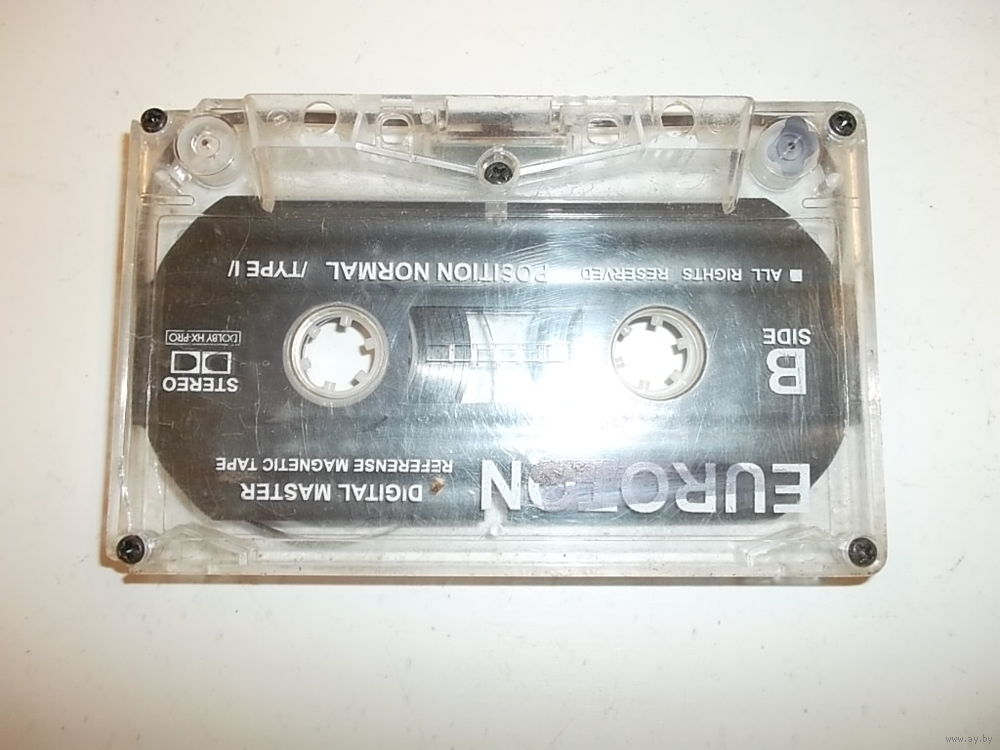 EUROTON
DIGITAL MASTER
REFERENSE MAGNETIC TAPE
B
SIDE
STEREO
DOLBY HX-PRO
■ ALL RIGHTS RESERVED POSITION NORMAL /TYPE I/
www.ay.by